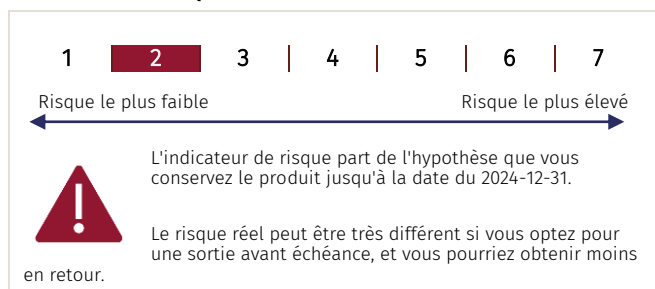 1 2 3 4 5 6 7
Risque le plus faible Risque le plus élevé
L'indicateur de risque part de l'hypothèse que vous
conservez le produit jusqu'à la date du 2024-12-31.
Le risque réel peut être très différent si vous optez pour
une sortie avant échéance, et vous pourriez obtenir moins
en retour.